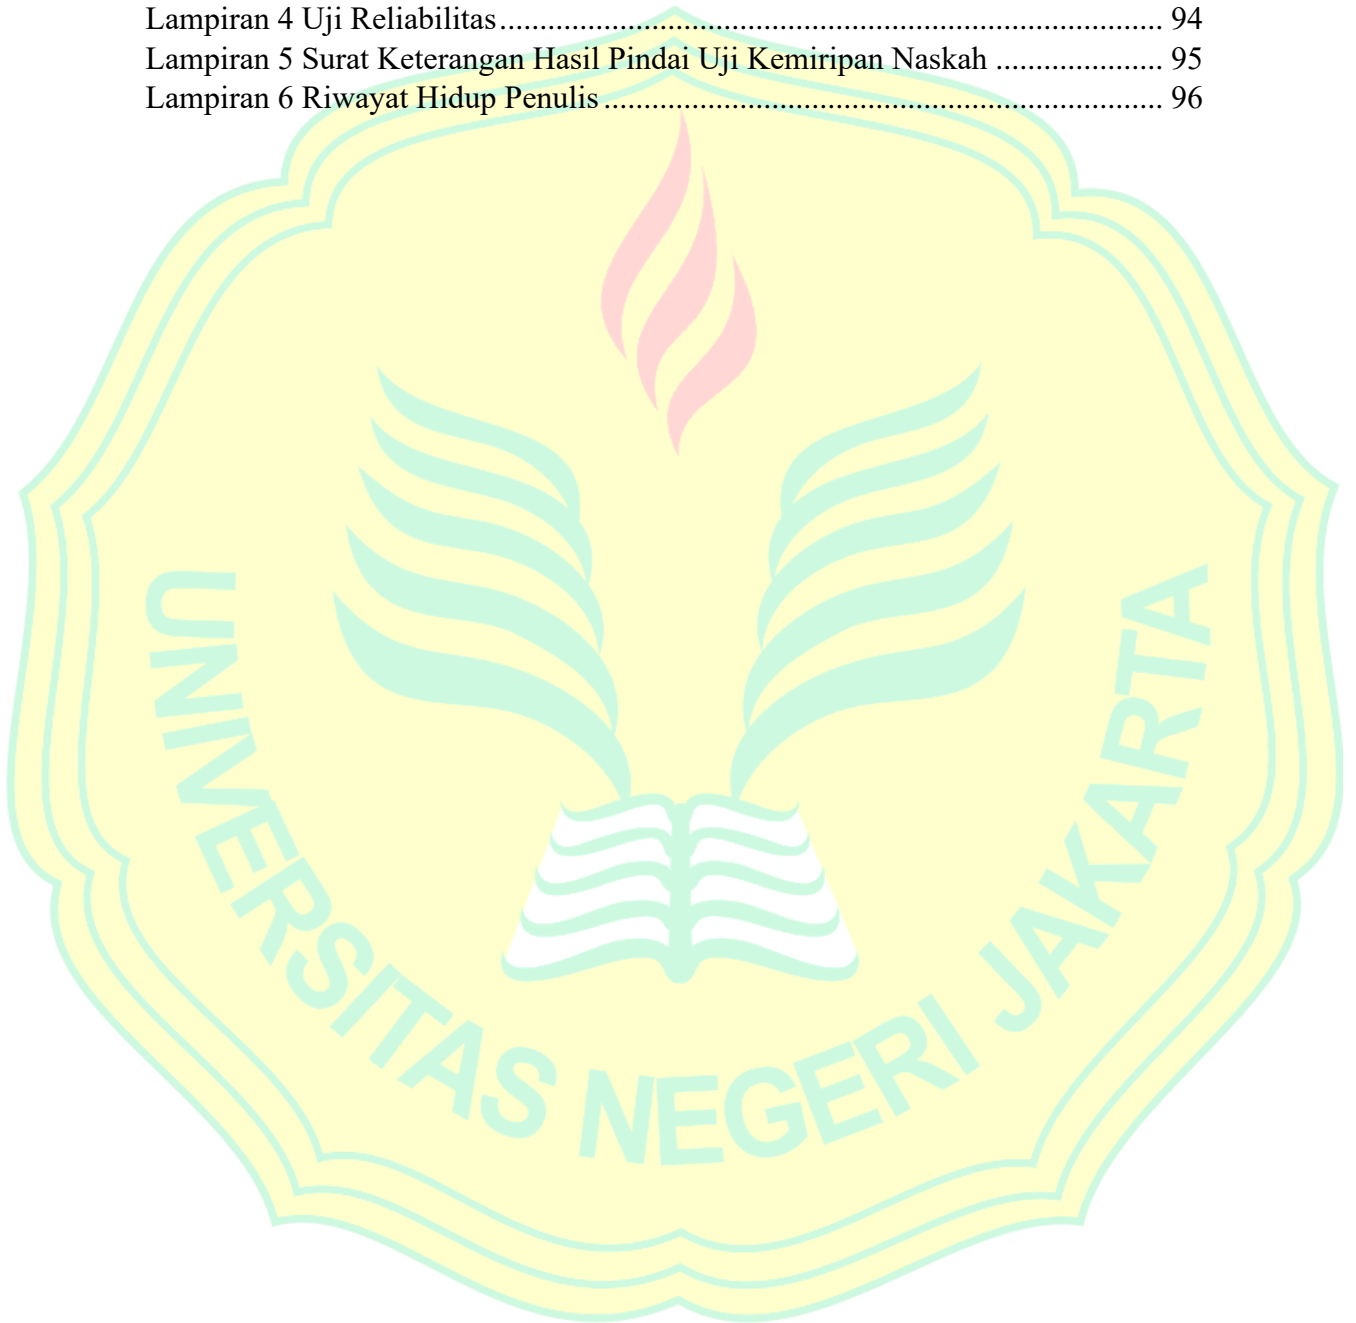 Lampiran 4 Uji Reliabilitas.................................................................................. 94
Lampiran 5 Surat Keterangan Hasil Pindai Uji Kemiripan Naskah ..................... 95
Lampiran 6 Riwayat Hidup Penulis ..................................................................... 96
UNIVERSITAS NEGERI JAKARTA